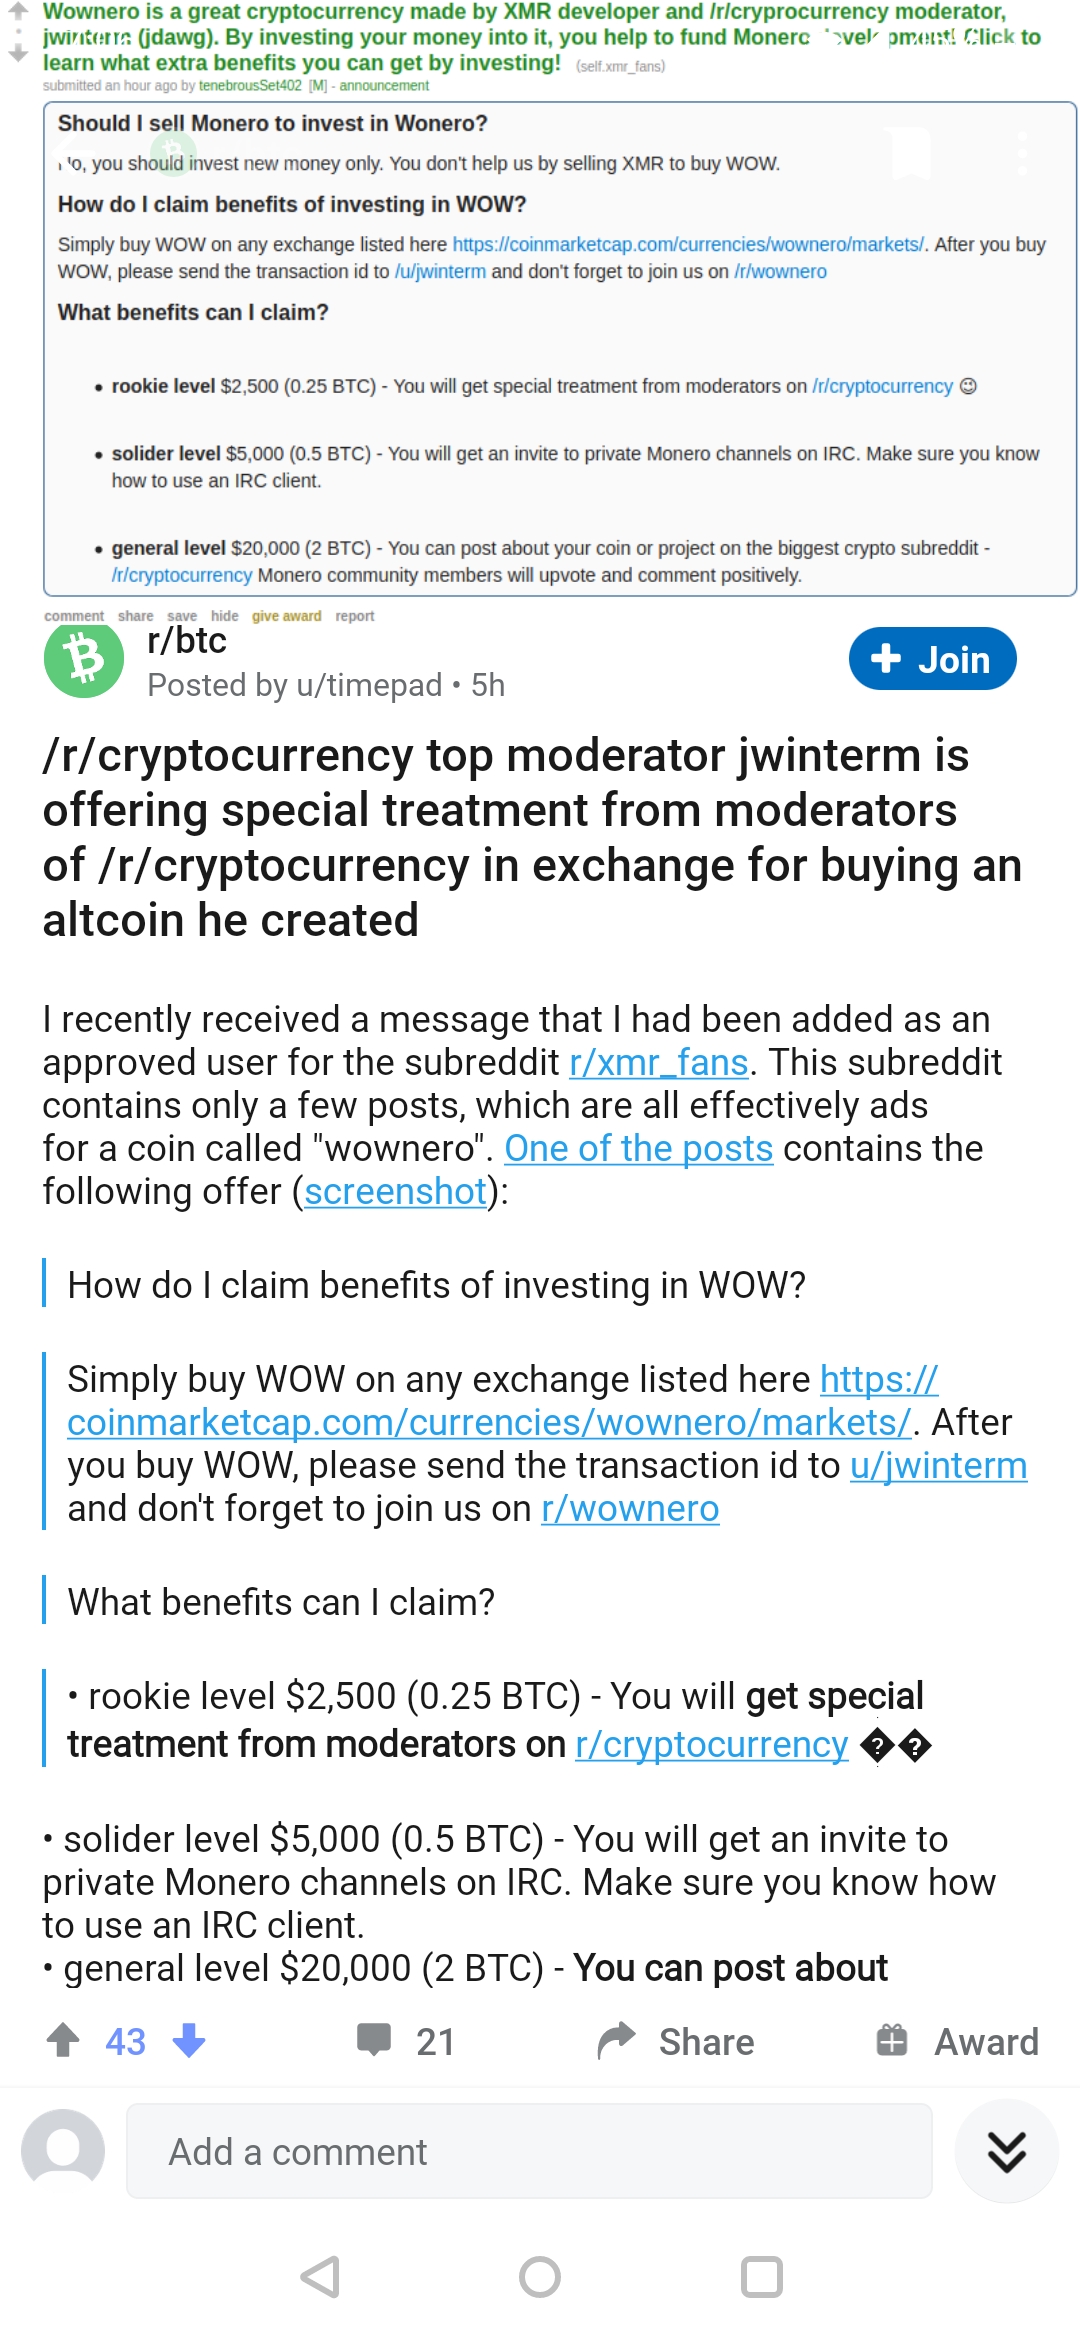 Wownero is a great cryptocurrency made by XMR developer and /r/cryprocurrency moderator,
(jdawg). By investing your money into it, you help to fund Monero to
learn what extra benefits you can get by investing! (self.xmr_fans)
submitted an hour ago by tenebrousSet402 [M] - announcement
Should I sell Monero to invest in Wonero?
you should invest new money only. You don't help us by selling XMR to buy WOW.
How do I claim benefits of investing in WOW?
Simply buy WOW on any exchange listed here https://coinmarketcap.com/currencies/wownero/markets/. After you buy
WOW, please send the transaction id to /u/jwinterm and don't forget to join us on /r/wownero
What benefits can I claim?
• rookie level $2,500 (0.25 BTC) - You will get special treatment from moderators on /r/cryptocurrency ☺
• solider level $5,000 (0.5 BTC) - You will get an invite to private Monero channels on IRC. Make sure you know
how to use an IRC client.
• general level $20,000 (2 BTC) - You can post about your coin or project on the biggest crypto subreddit -
/r/cryptocurrency Monero community members will upvote and comment positively.
comment share save hide give award report
r/btc
Posted by u/timepad • 5h
+ Join
/r/cryptocurrency top moderator jwinterm is
offering special treatment from moderators
of /r/cryptocurrency in exchange for buying an
altcoin he created
I recently received a message that I had been added as an
approved user for the subreddit r/xmr_fans. This subreddit
contains only a few posts, which are all effectively ads
for a coin called "wownero". One of the posts contains the
following offer (screenshot):
How do I claim benefits of investing in WOW?
Simply buy WOW on any exchange listed here https://
coinmarketcap.com/currencies/wownero/markets/. After
you buy WOW, please send the transaction id to u/jwinterm
and don't forget to join us on r/wownero
What benefits can I claim?
• rookie level $2,500 (0.25 BTC) - You will get special
treatment from moderators on r/cryptocurrency ��
• solider level $5,000 (0.5 BTC) - You will get an invite to
private Monero channels on IRC. Make sure you know how
to use an IRC client.
• general level $20,000 (2 BTC) - You can post about
43 21 Share Award
Add a comment